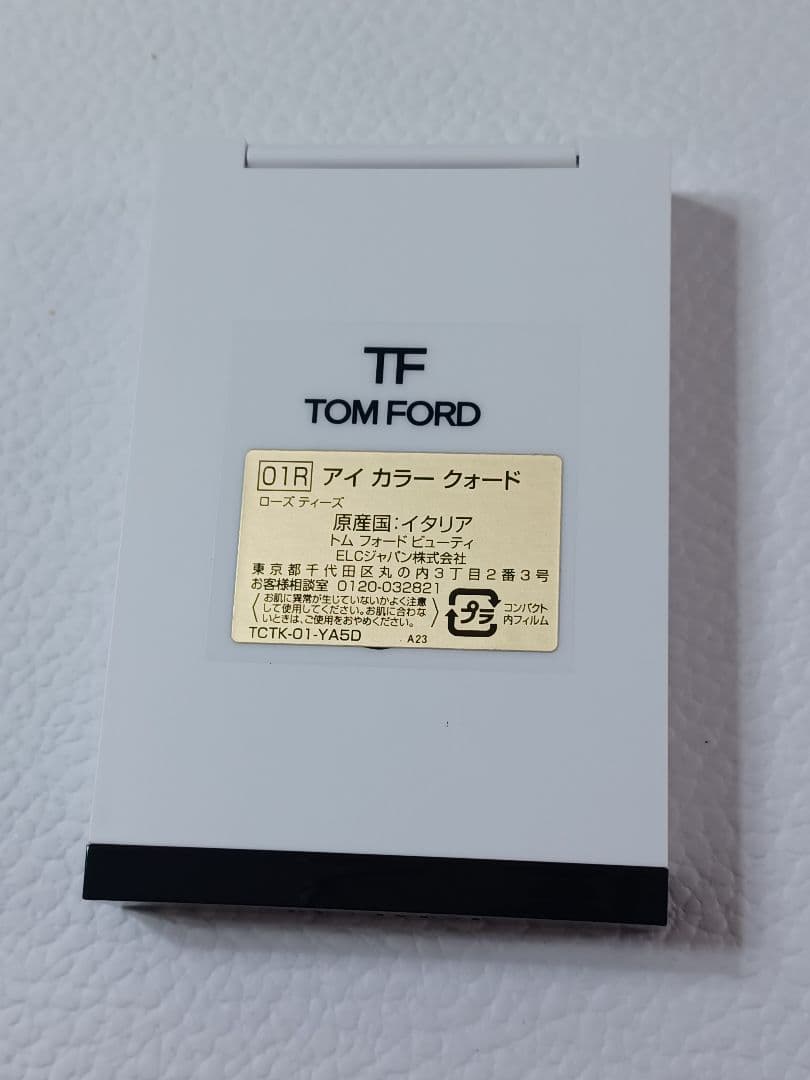 TF
TOM FORD
01R アイ カラー クォード
ローズ ティーズ
原産国:イタリア
トム フォード ビューティ
ELCジャパン株式会社
東京都千代田区丸の内3丁目2番3号
お客様相談室 0120-032821
お肌に異常が生じていないかよく注意
して使用してください。お肌に合わな
いときは、ご使用をおやめください。
プラ
コンパクト
内フィルム
TCTK-01-YA5D
A23